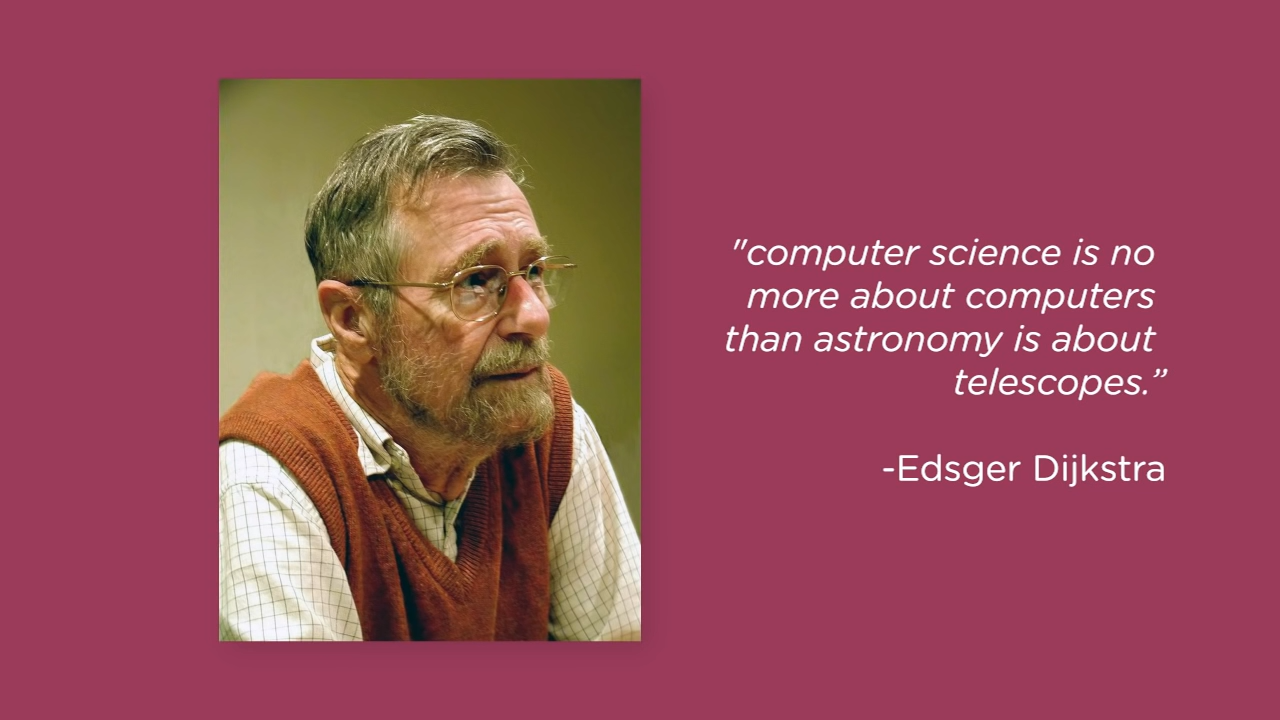 "computer science is no
more about computers
than astronomy is about
telescopes.”
-Edsger Dijkstra